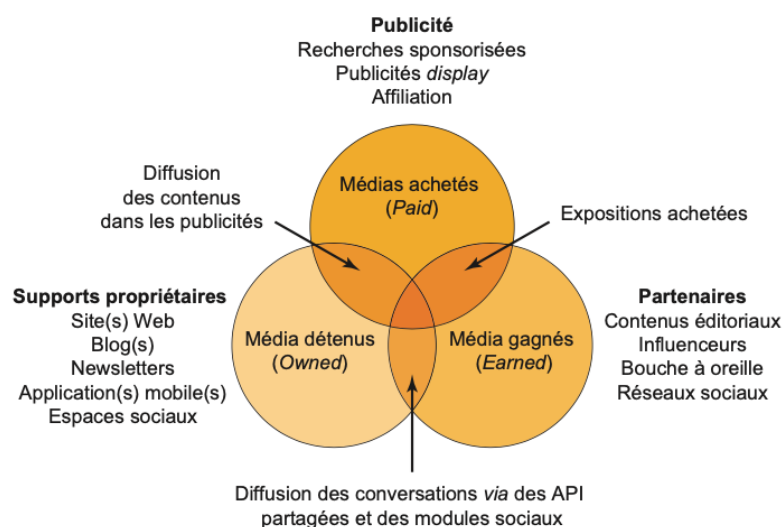 Publicité
Recherches sponsorisées
Publicités display
Affiliation
Diffusion
des contenus
dans les publicités
Médias achetés
(Paid)
Expositions achetées
Supports propriétaires
Site(s) Web
Blog(s)
Newsletters
Application(s) mobile(s)
Espaces sociaux
Média détenus
(Owned)
Média gagnés
(Earned)
Partenaires
Contenus éditoriaux
Influenceurs
Bouche à oreille
Réseaux sociaux
Diffusion des conversations via des API
partagées et des modules sociaux